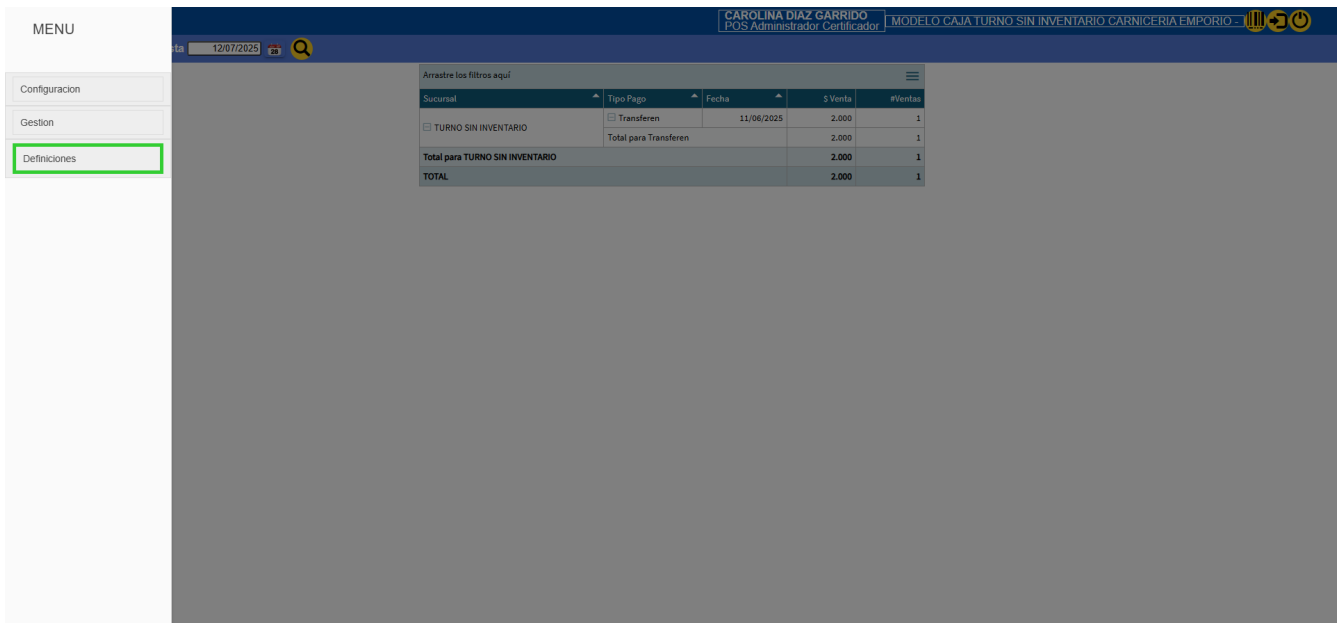 MENU
Configuracion
Gestion
Definiciones
CAROLINA DIAZ GARRIDO
POS Administrador Certificador
MODELO CAJA TURNO SIN INVENTARIO CARNICERIA EMPORIO -
sta 12/07/2025 28
Arrastre los filtros aquí
Sucursal Tipo Pago Fecha $ Venta #Ventas
TURNO SIN INVENTARIO Transferen 11/06/2025 2.000 1
Total para Transferen 2.000 1
Total para TURNO SIN INVENTARIO 2.000 1
TOTAL 2.000 1